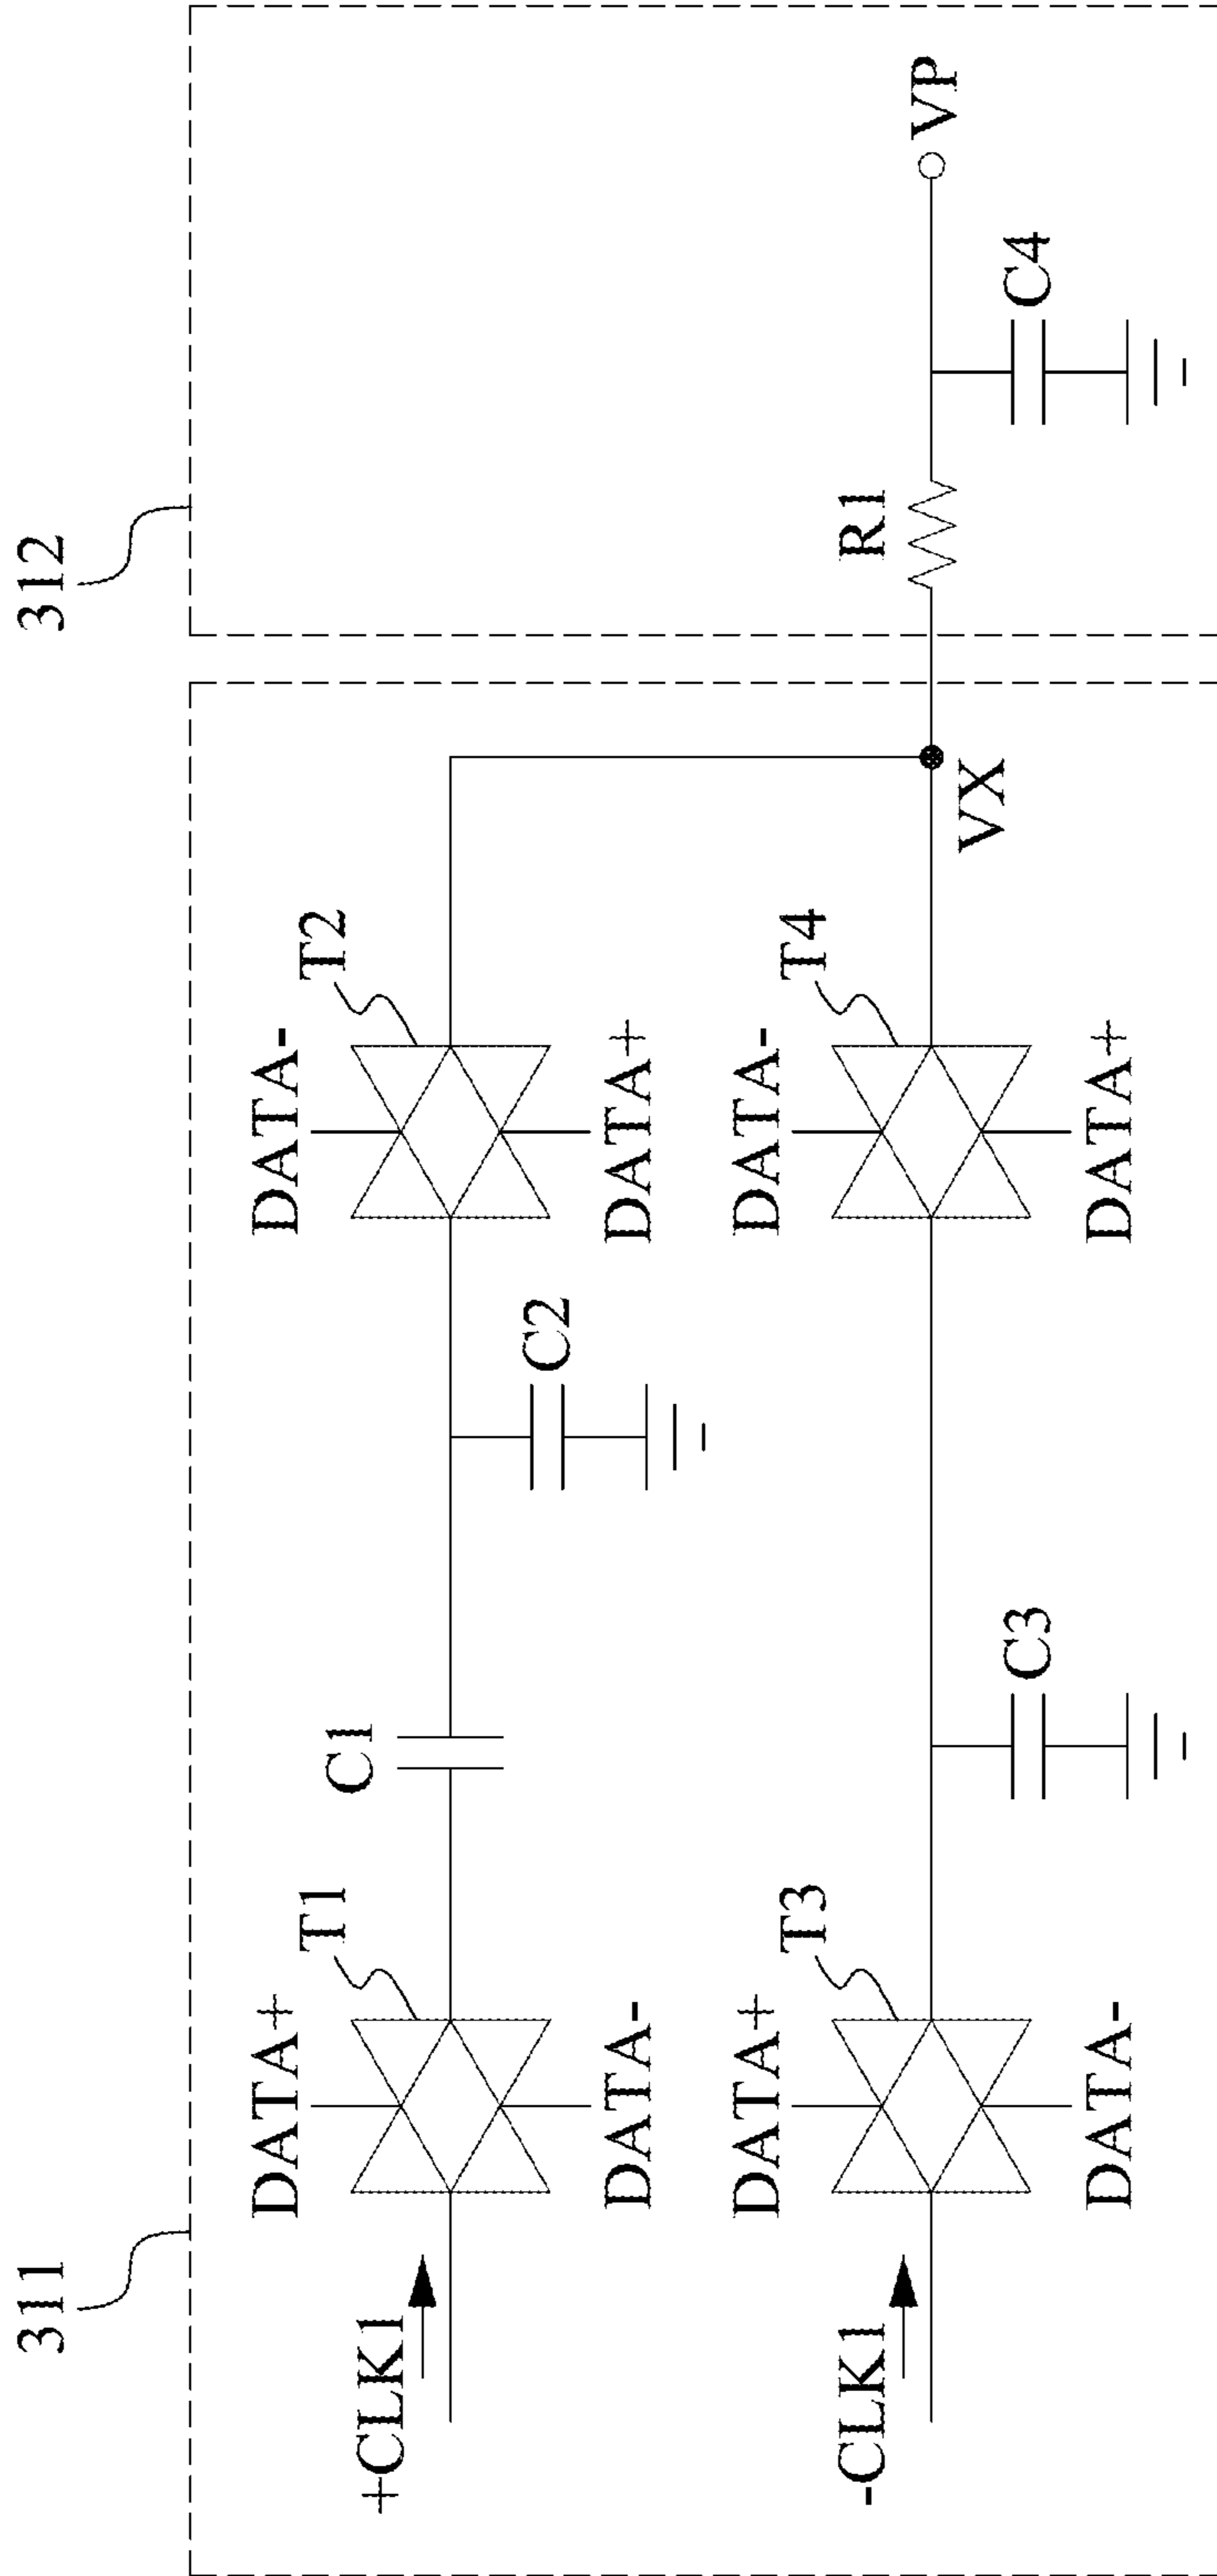 311
312
DATA+
T1
DATA-
T2
+CLK1
C1
C2
DATA-
DATA+
DATA+
T3
DATA-
T4
-CLK1
R1
VP
C3
VX
C4
DATA-
DATA+